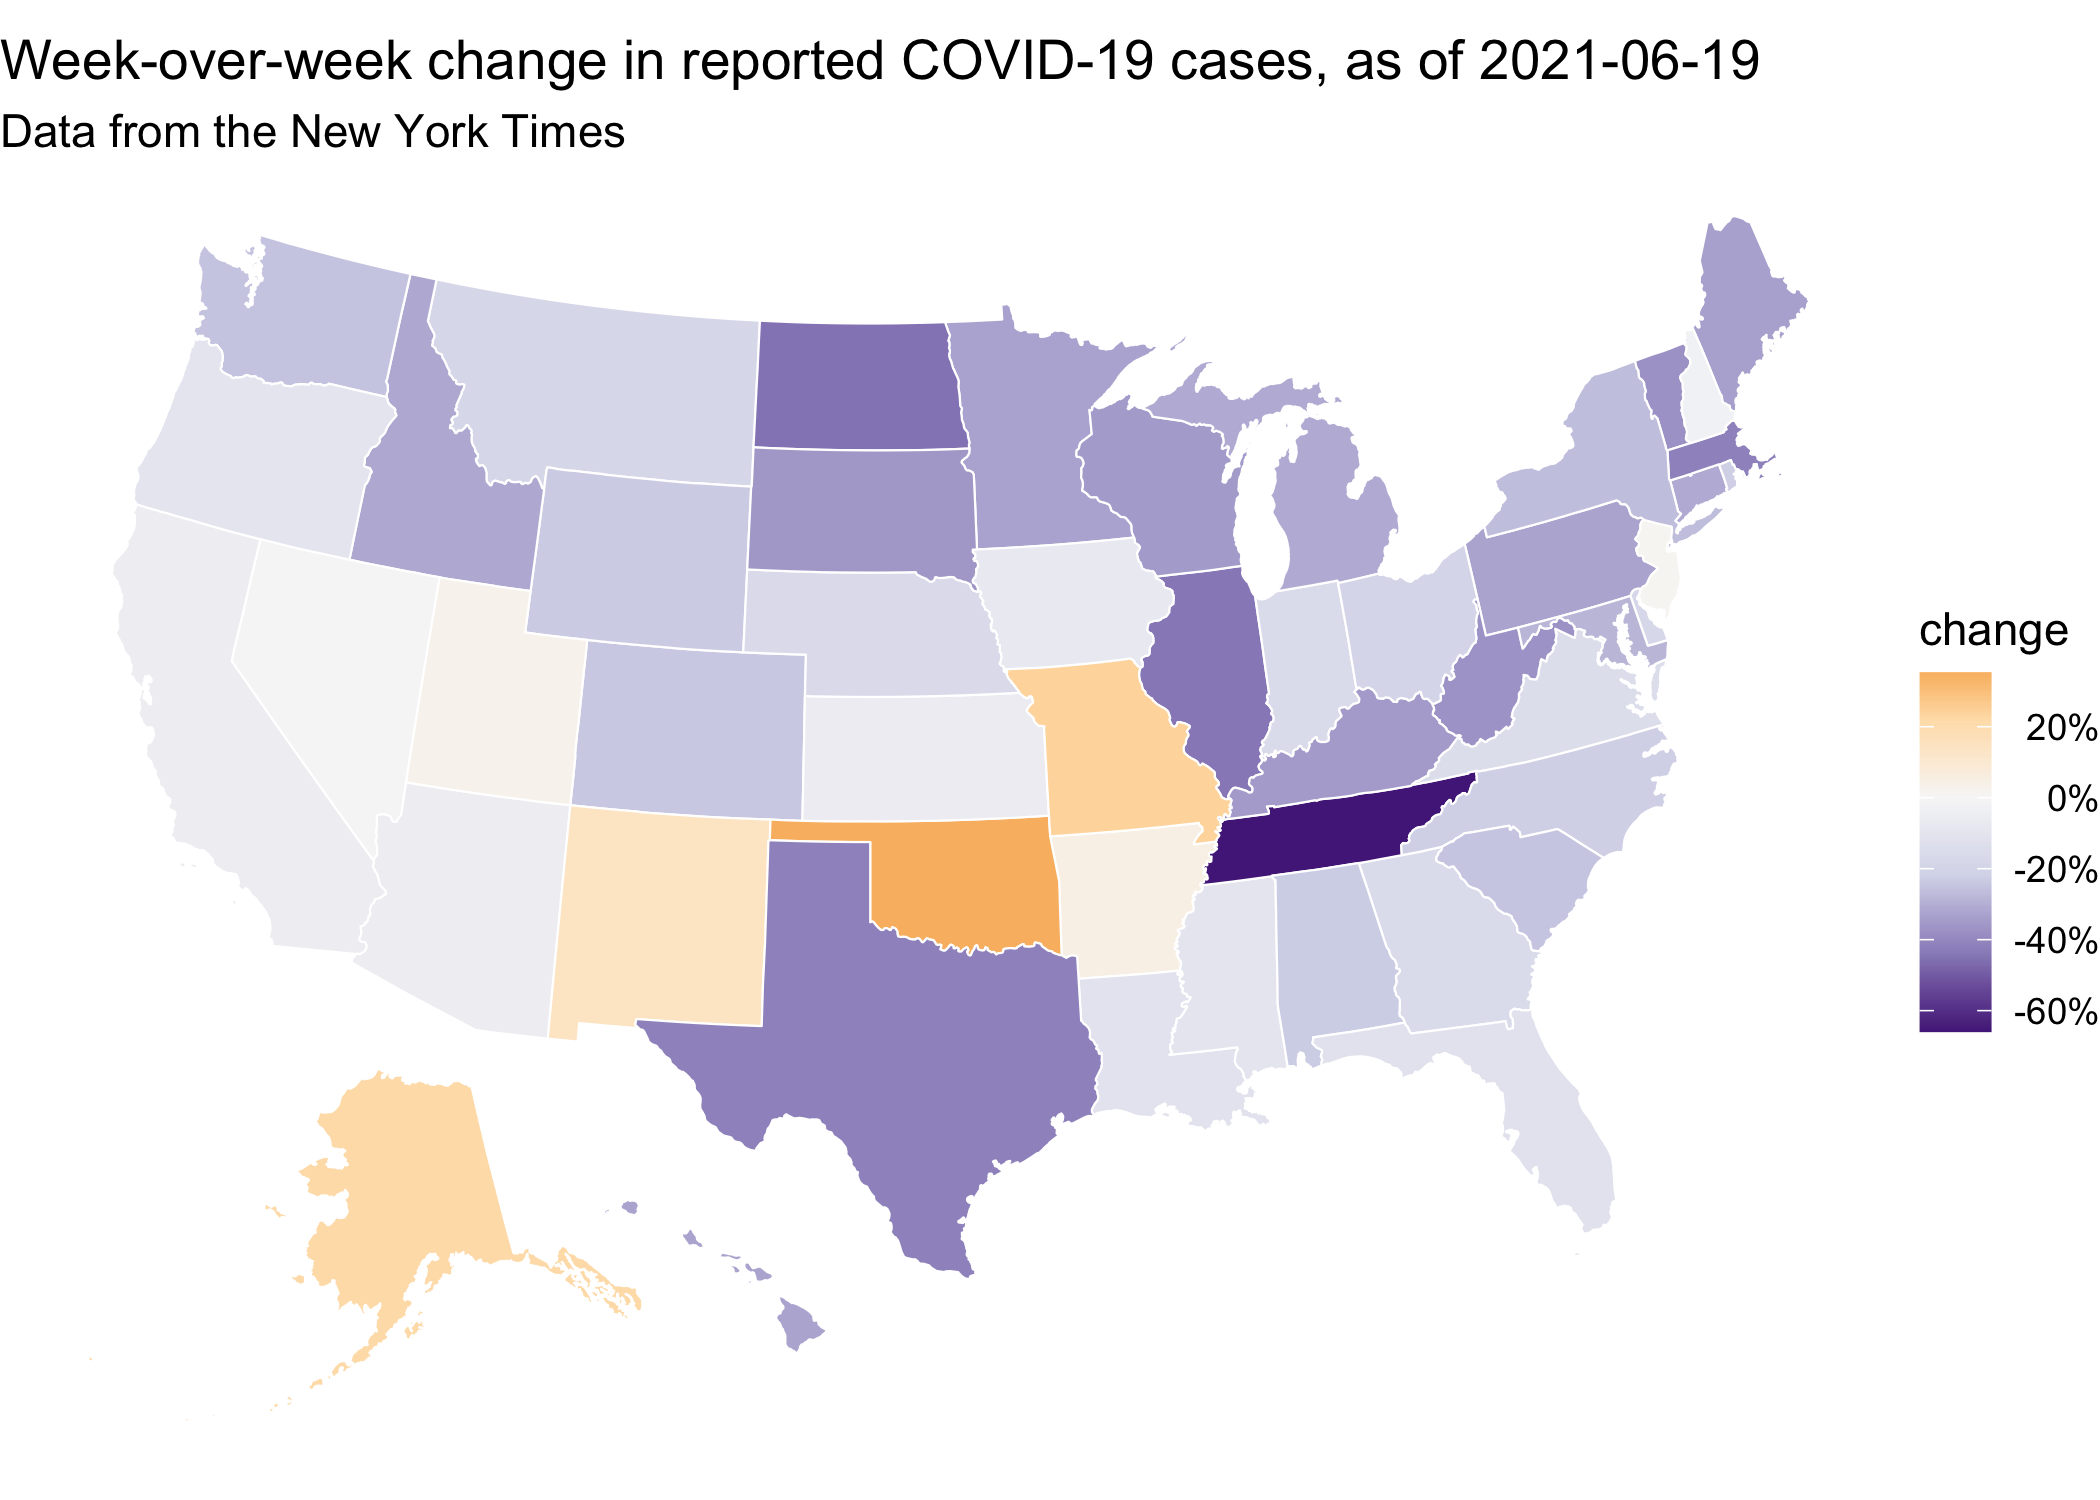 Week-over-week change in reported COVID-19 cases, as of 2021-06-19
Data from the New York Times
change
20%
0%
-20%
-40%
-60%